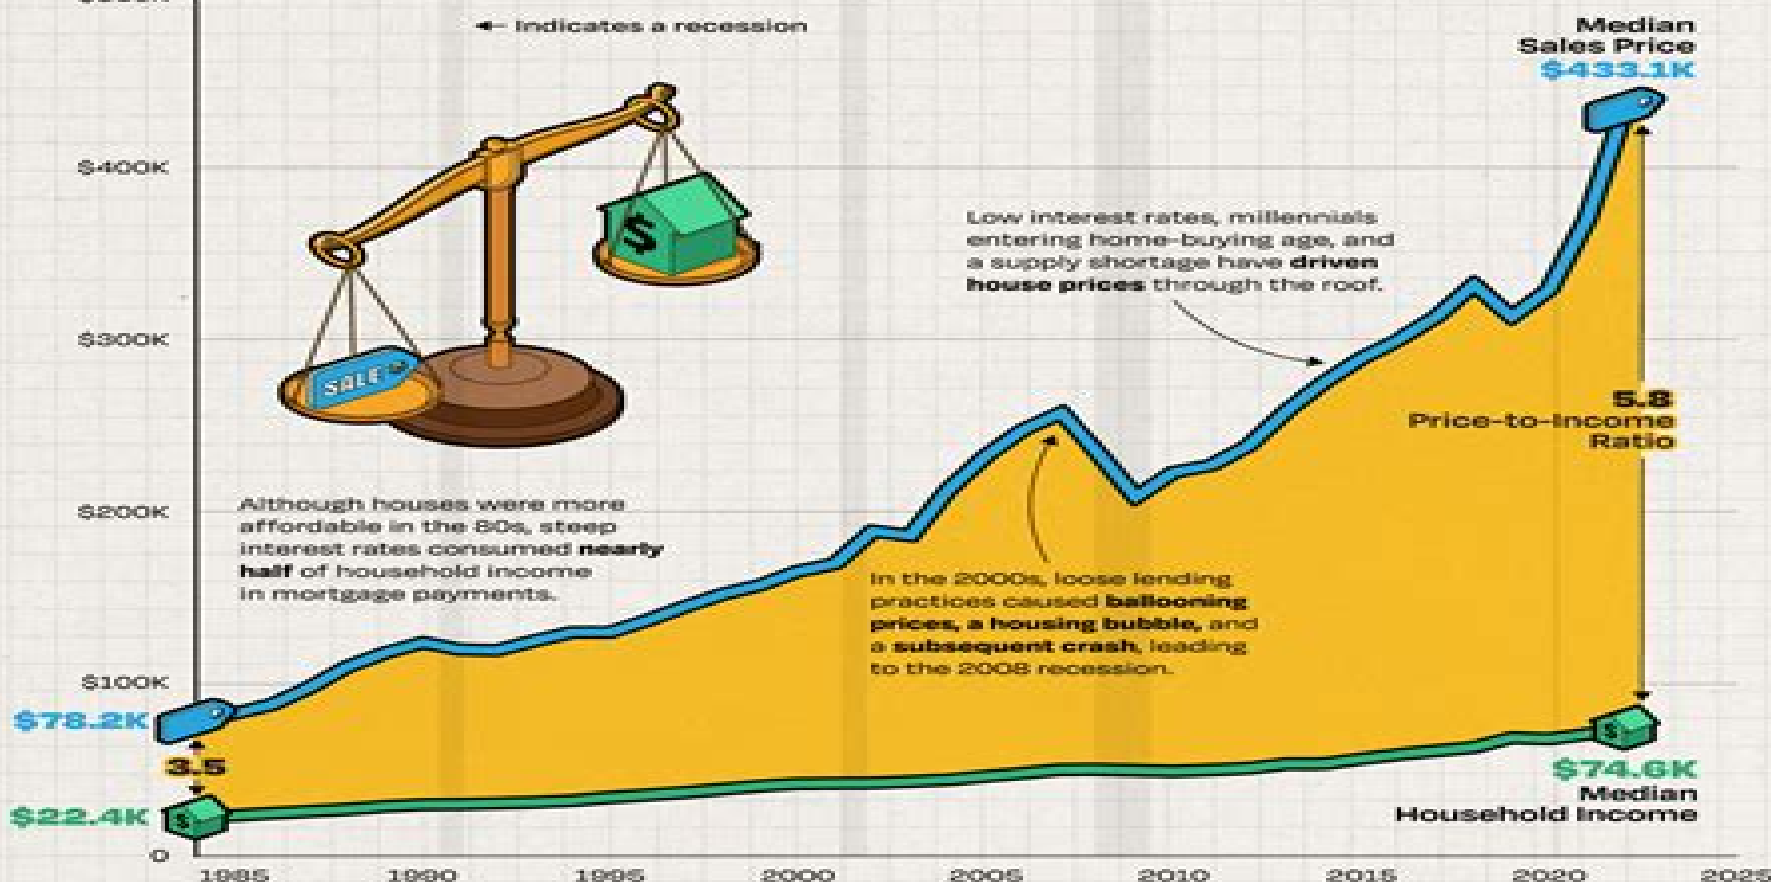 Indicates a recession
Median
Sales Price
$433.1K
$400K
Low interest rates, millennials
entering home-buying age, and
a supply shortage have driven
house prices through the roof.
$
$300K
SALE
5.8
Price-to-Income
Ratio
Although houses were more
affordable in the 80s, steep
interest rates consumed nearly
half of household income
in mortgage payments.
$200K
In the 2000s, loose lending
practices caused ballooning
prices, a housing bubble, and
a subsequent crash, leading
to the 2008 recession.
$100K
$78.2K
3.5
$22.4K
$
$
$74.6K
Median
Household Income
0
1985 1990 1995 2000 2005 2010 2015 2020 2025